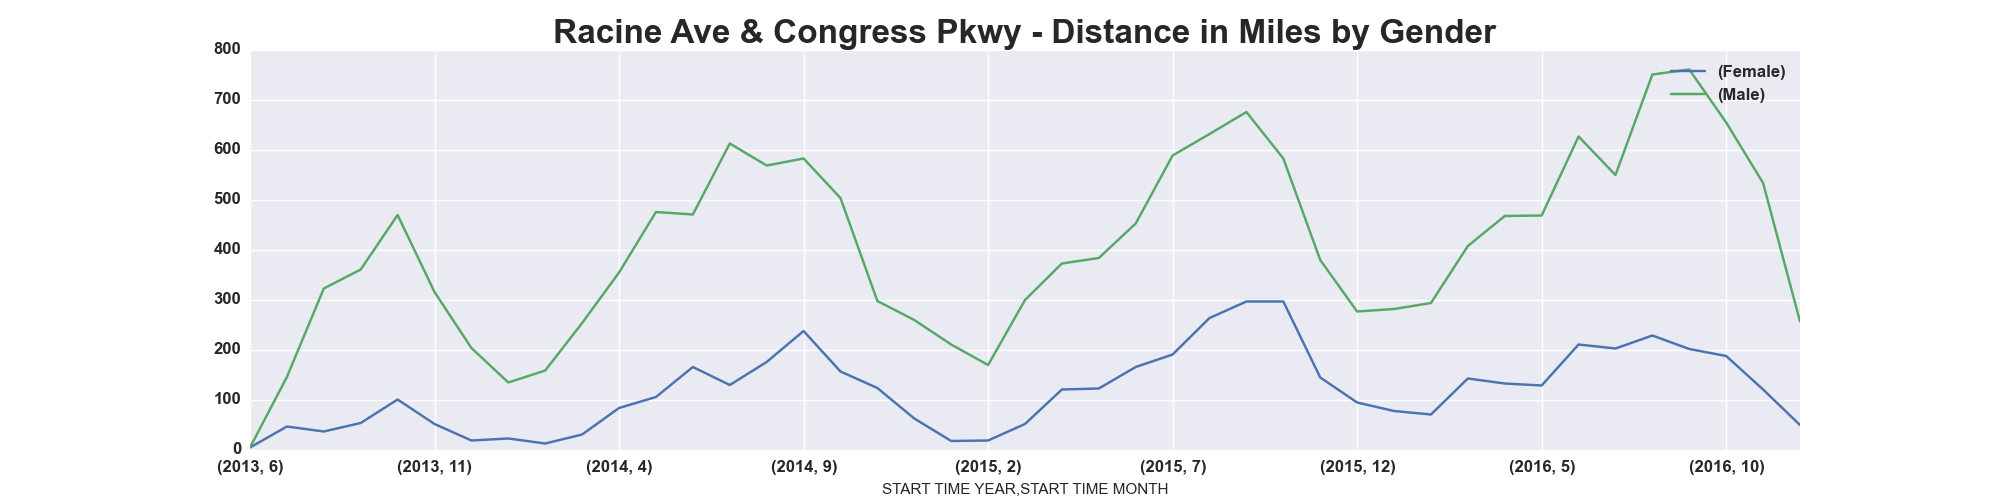 Racine Ave & Congress Pkwy - Distance in Miles by Gender
800
700
600
500
400
300
200
100
0
(Female)
(Male)
(2013, 6) (2013, 11) (2014, 4) (2014, 9) (2015, 2) (2015, 7) (2015, 12) (2016, 5) (2016, 10)
START TIME YEAR,START TIME MONTH